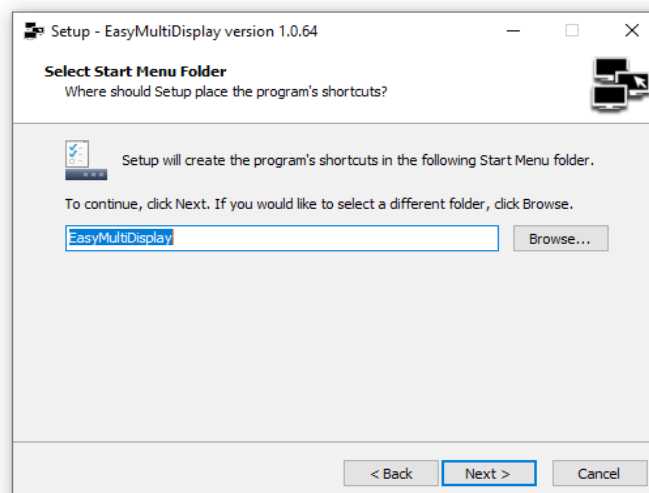 Setup - EasyMultiDisplay version 1.0.64
Select Start Menu Folder
Where should Setup place the program's shortcuts?
Setup will create the program's shortcuts in the following Start Menu folder.
To continue, click Next. If you would like to select a different folder, click Browse.
EasyMultiDisplay
Browse...
< Back
Next >
Cancel